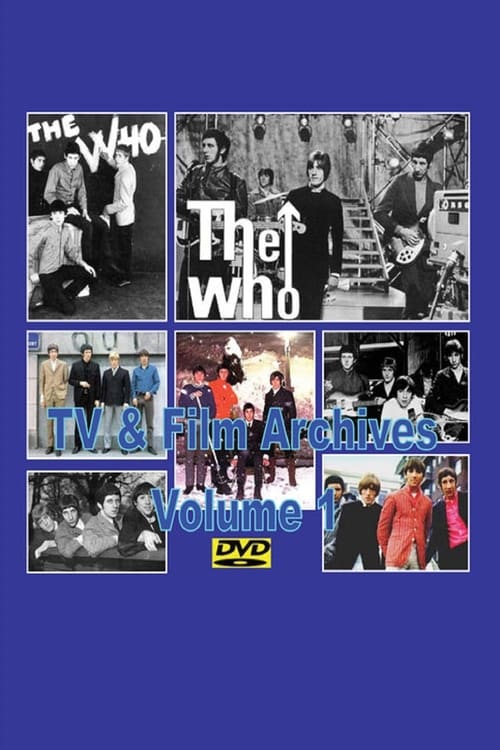 THE WHO
The
who
TV & Film Archives
Volume 1
DVD